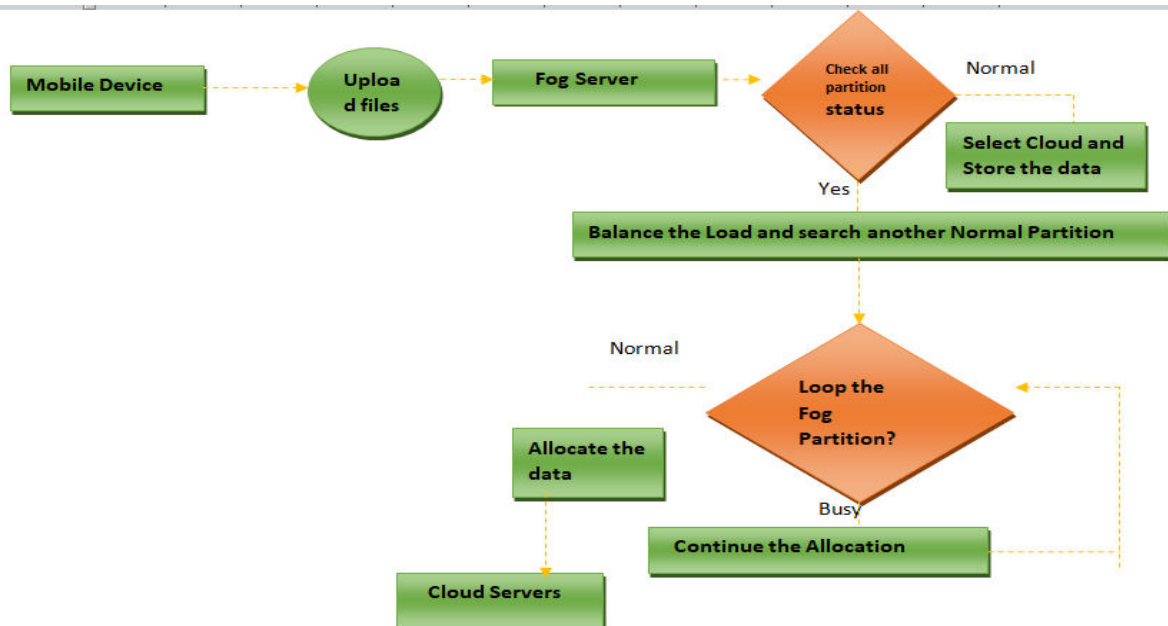 Mobile Device
Uploa
d files
Fog Server
Check all
partition
status
Normal
Select Cloud and
Store the data
Yes
Balance the Load and search another Normal Partition
Normal
Loop the
Fog
Partition?
Allocate the
data
Busy
Continue the Allocation
Cloud Servers